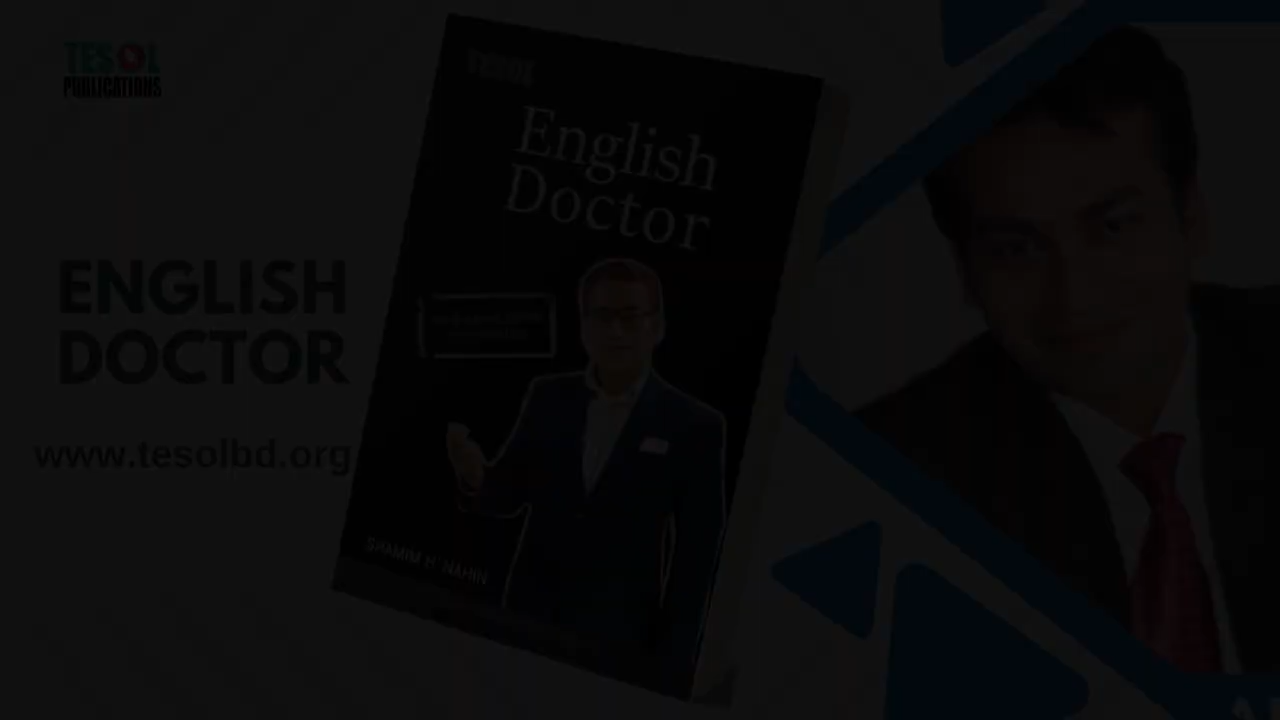 TESOL
PUBLICATIONS
ENGLISH
DOCTOR
www.tesolbd.org
English
Doctor
SHAMIM H. NAHIN